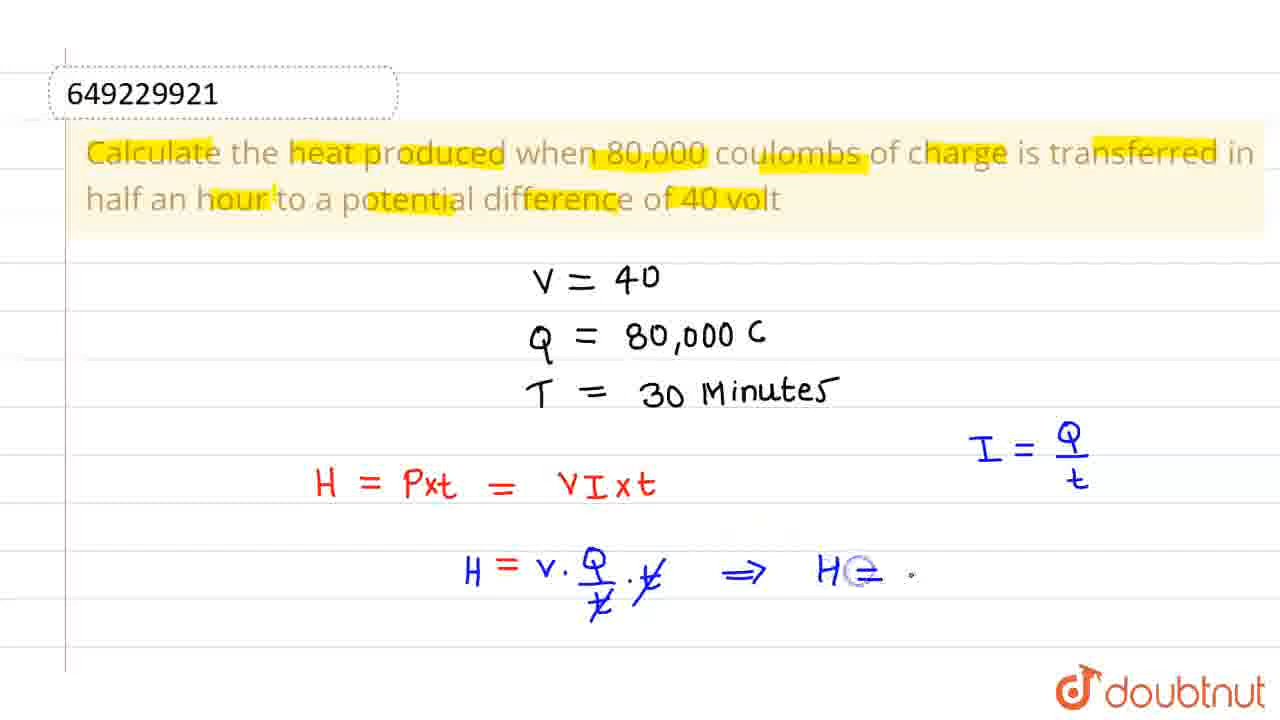 649229921
Calculate the heat produced when 80,000 coulombs of charge is transferred in
half an hour to a potential difference of 40 volt
V = 40
Q = 80,000 C
T = 30 Minutes
I = Q/t
H = P×t = VI×t
H = V · Q/t · t ⇒ H = .
doubtnut